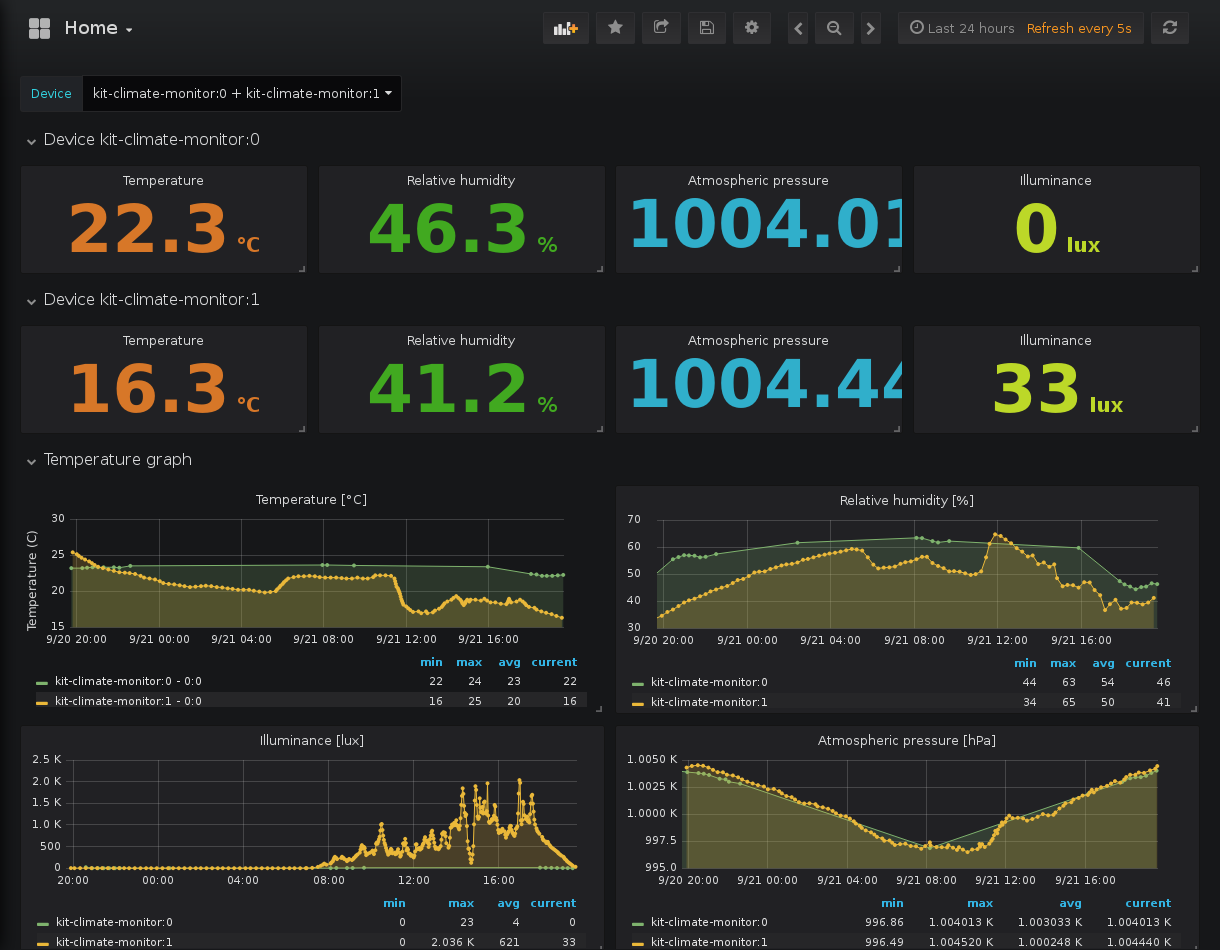 Home
Last 24 hours Refresh every 5s
Device kit-climate-monitor:0 + kit-climate-monitor:1
Device kit-climate-monitor:0
Temperature Relative humidity Atmospheric pressure Illuminance
22.3 °C 46.3 % 1004.01 0 lux
Device kit-climate-monitor:1
Temperature Relative humidity Atmospheric pressure Illuminance
16.3 °C 41.2 % 1004.44 33 lux
Temperature graph
Temperature [°C]
Temperature (C)
30
25
20
15
9/20 20:00 9/21 00:00 9/21 04:00 9/21 08:00 9/21 12:00 9/21 16:00
min max avg current
kit-climate-monitor:0 - 0:0 22 24 23 22
kit-climate-monitor:1 - 0:0 16 25 20 16
Relative humidity [%]
70
60
50
40
30
9/20 20:00 9/21 00:00 9/21 04:00 9/21 08:00 9/21 12:00 9/21 16:00
min max avg current
kit-climate-monitor:0 44 63 54 46
kit-climate-monitor:1 34 65 50 41
Illuminance [lux]
2.5 K
2.0 K
1.5 K
1.0 K
500
0
20:00 00:00 04:00 08:00 12:00 16:00
min max avg current
kit-climate-monitor:0 0 23 4 0
kit-climate-monitor:1 0 2.036 K 621 33
Atmospheric pressure [hPa]
1.0050 K
1.0025 K
1.0000 K
997.5
995.0
9/20 20:00 9/21 00:00 9/21 04:00 9/21 08:00 9/21 12:00 9/21 16:00
min max avg current
kit-climate-monitor:0 996.86 1.004013 K 1.003033 K 1.004013 K
kit-climate-monitor:1 996.49 1.004520 K 1.000248 K 1.004440 K